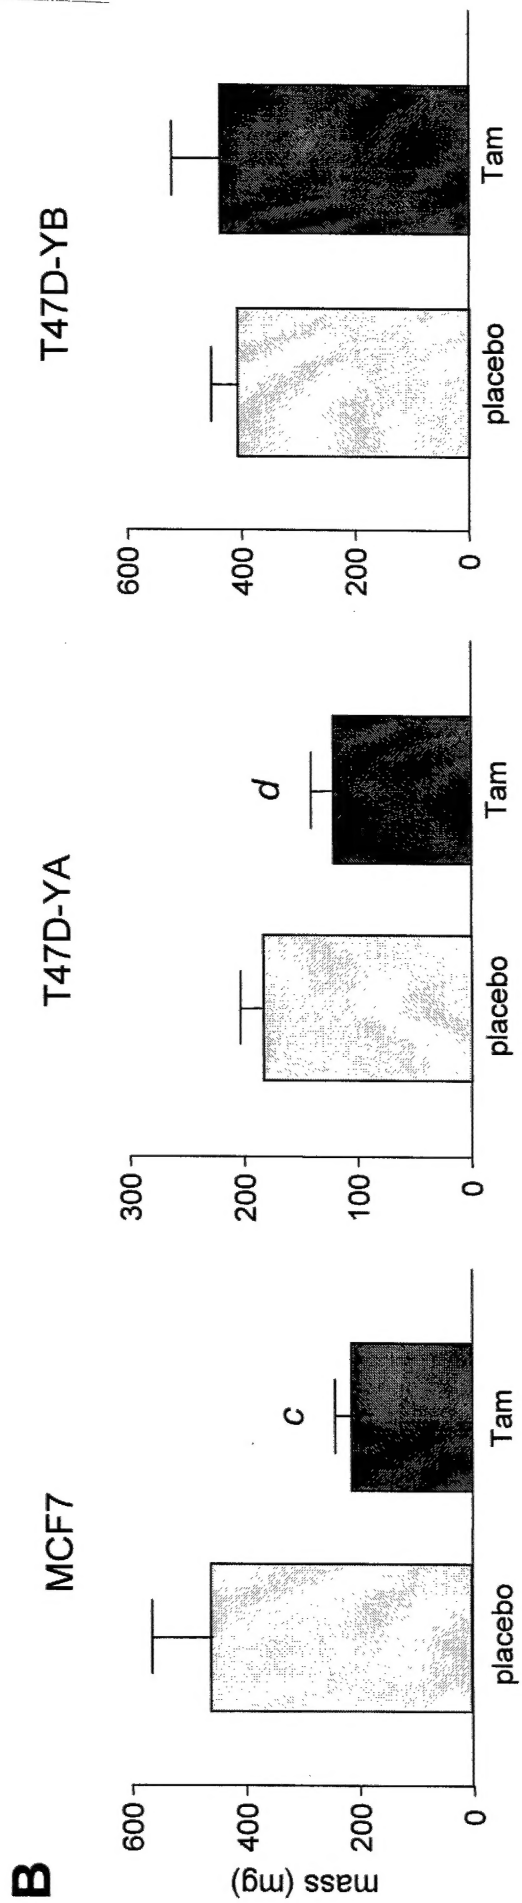 B
MCF7
mass (mg)
600
400
200
0
c
placebo
Tam
T47D-YA
300
200
100
0
d
placebo
Tam
T47D-YB
600
400
200
0
placebo
Tam